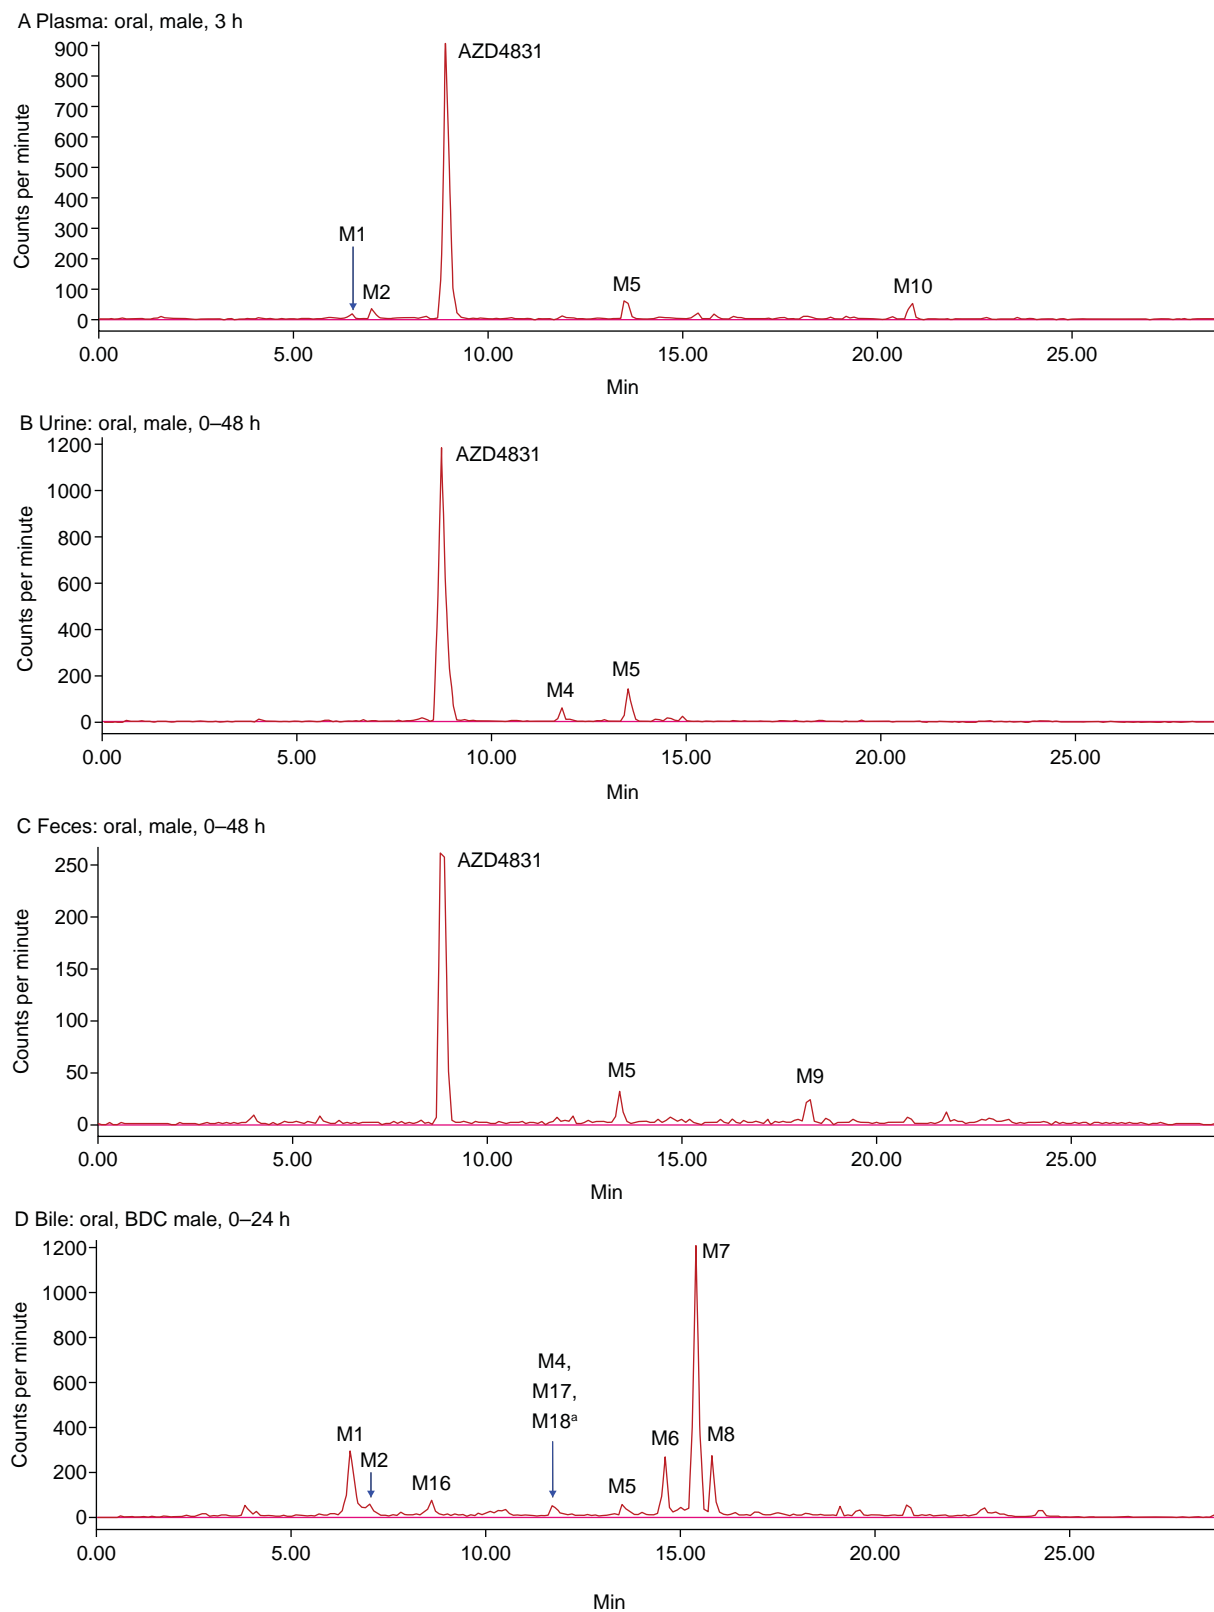 A Plasma: oral, male, 3 h
900
800
700
600
500
400
300
200
100
0
Counts per minute
AZD4831
M1
M2
M5
M10
0.00 5.00 10.00 15.00 20.00 25.00
Min
B Urine: oral, male, 0–48 h
1200
1000
800
600
400
200
0
Counts per minute
AZD4831
M4
M5
0.00 5.00 10.00 15.00 20.00 25.00
Min
C Feces: oral, male, 0–48 h
250
200
150
100
50
0
Counts per minute
AZD4831
M5
M9
0.00 5.00 10.00 15.00 20.00 25.00
Min
D Bile: oral, BDC male, 0–24 h
1200
1000
800
600
400
200
0
Counts per minute
M1
M2
M16
M4,
M17,
M18ᵃ
M5
M6
M7
M8
0.00 5.00 10.00 15.00 20.00 25.00
Min